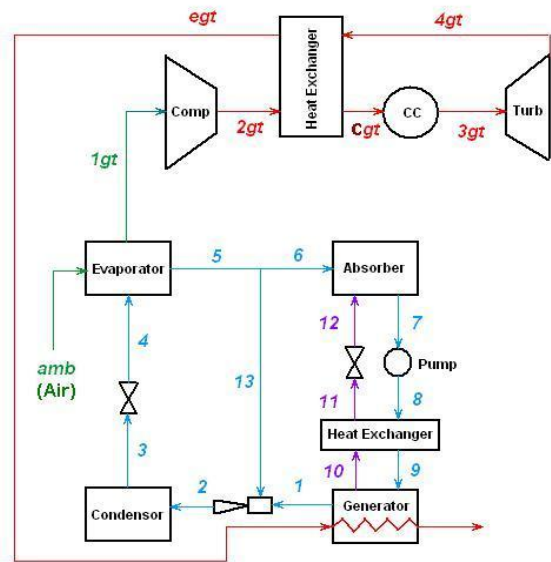 egt
4gt
Heat Exchanger
Comp
2gt
Cgt
CC
3gt
Turb
1gt
Evaporator
5
6
Absorber
amb
(Air)
4
13
12
7
Pump
11
8
Heat Exchanger
3
10
9
2
1
Condensor
Generator